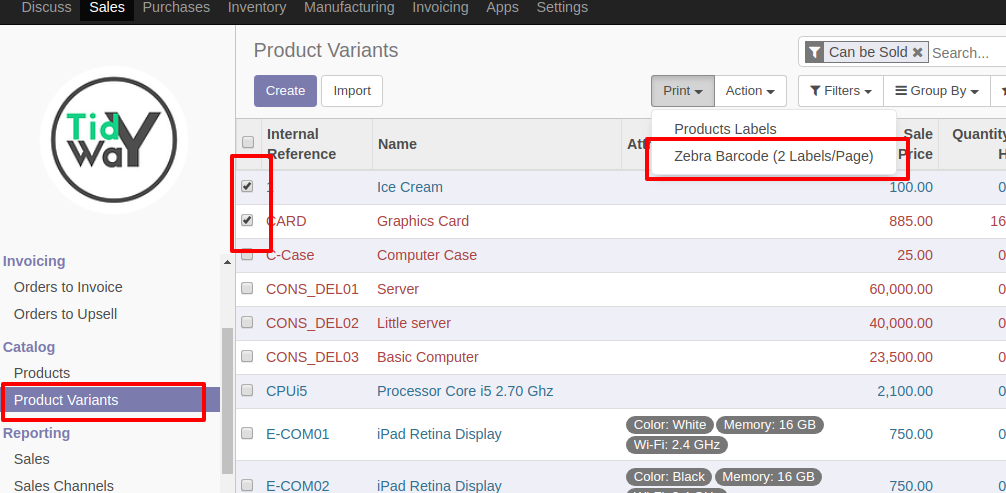 Discuss Sales Purchases Inventory Manufacturing Invoicing Apps Settings
Tidy
Way
Invoicing
Orders to Invoice
Orders to Upsell
Catalog
Products
Product Variants
Reporting
Sales
Sales Channels
Product Variants
Can be Sold × Search...
Create Import Print Action Filters Group By
Products Labels
Zebra Barcode (2 Labels/Page)
Internal Reference Name Att Sale Price Quantity H
1 Ice Cream 100.00 0
CARD Graphics Card 885.00 16
C-Case Computer Case 25.00 0
CONS_DEL01 Server 60,000.00 0
CONS_DEL02 Little server 40,000.00 0
CONS_DEL03 Basic Computer 23,500.00 0
CPUi5 Processor Core i5 2.70 Ghz 2,100.00 0
E-COM01 iPad Retina Display Color: White Memory: 16 GB 750.00 0
Wi-Fi: 2.4 GHz
E-COM02 iPad Retina Display Color: Black Memory: 16 GB 750.00 0